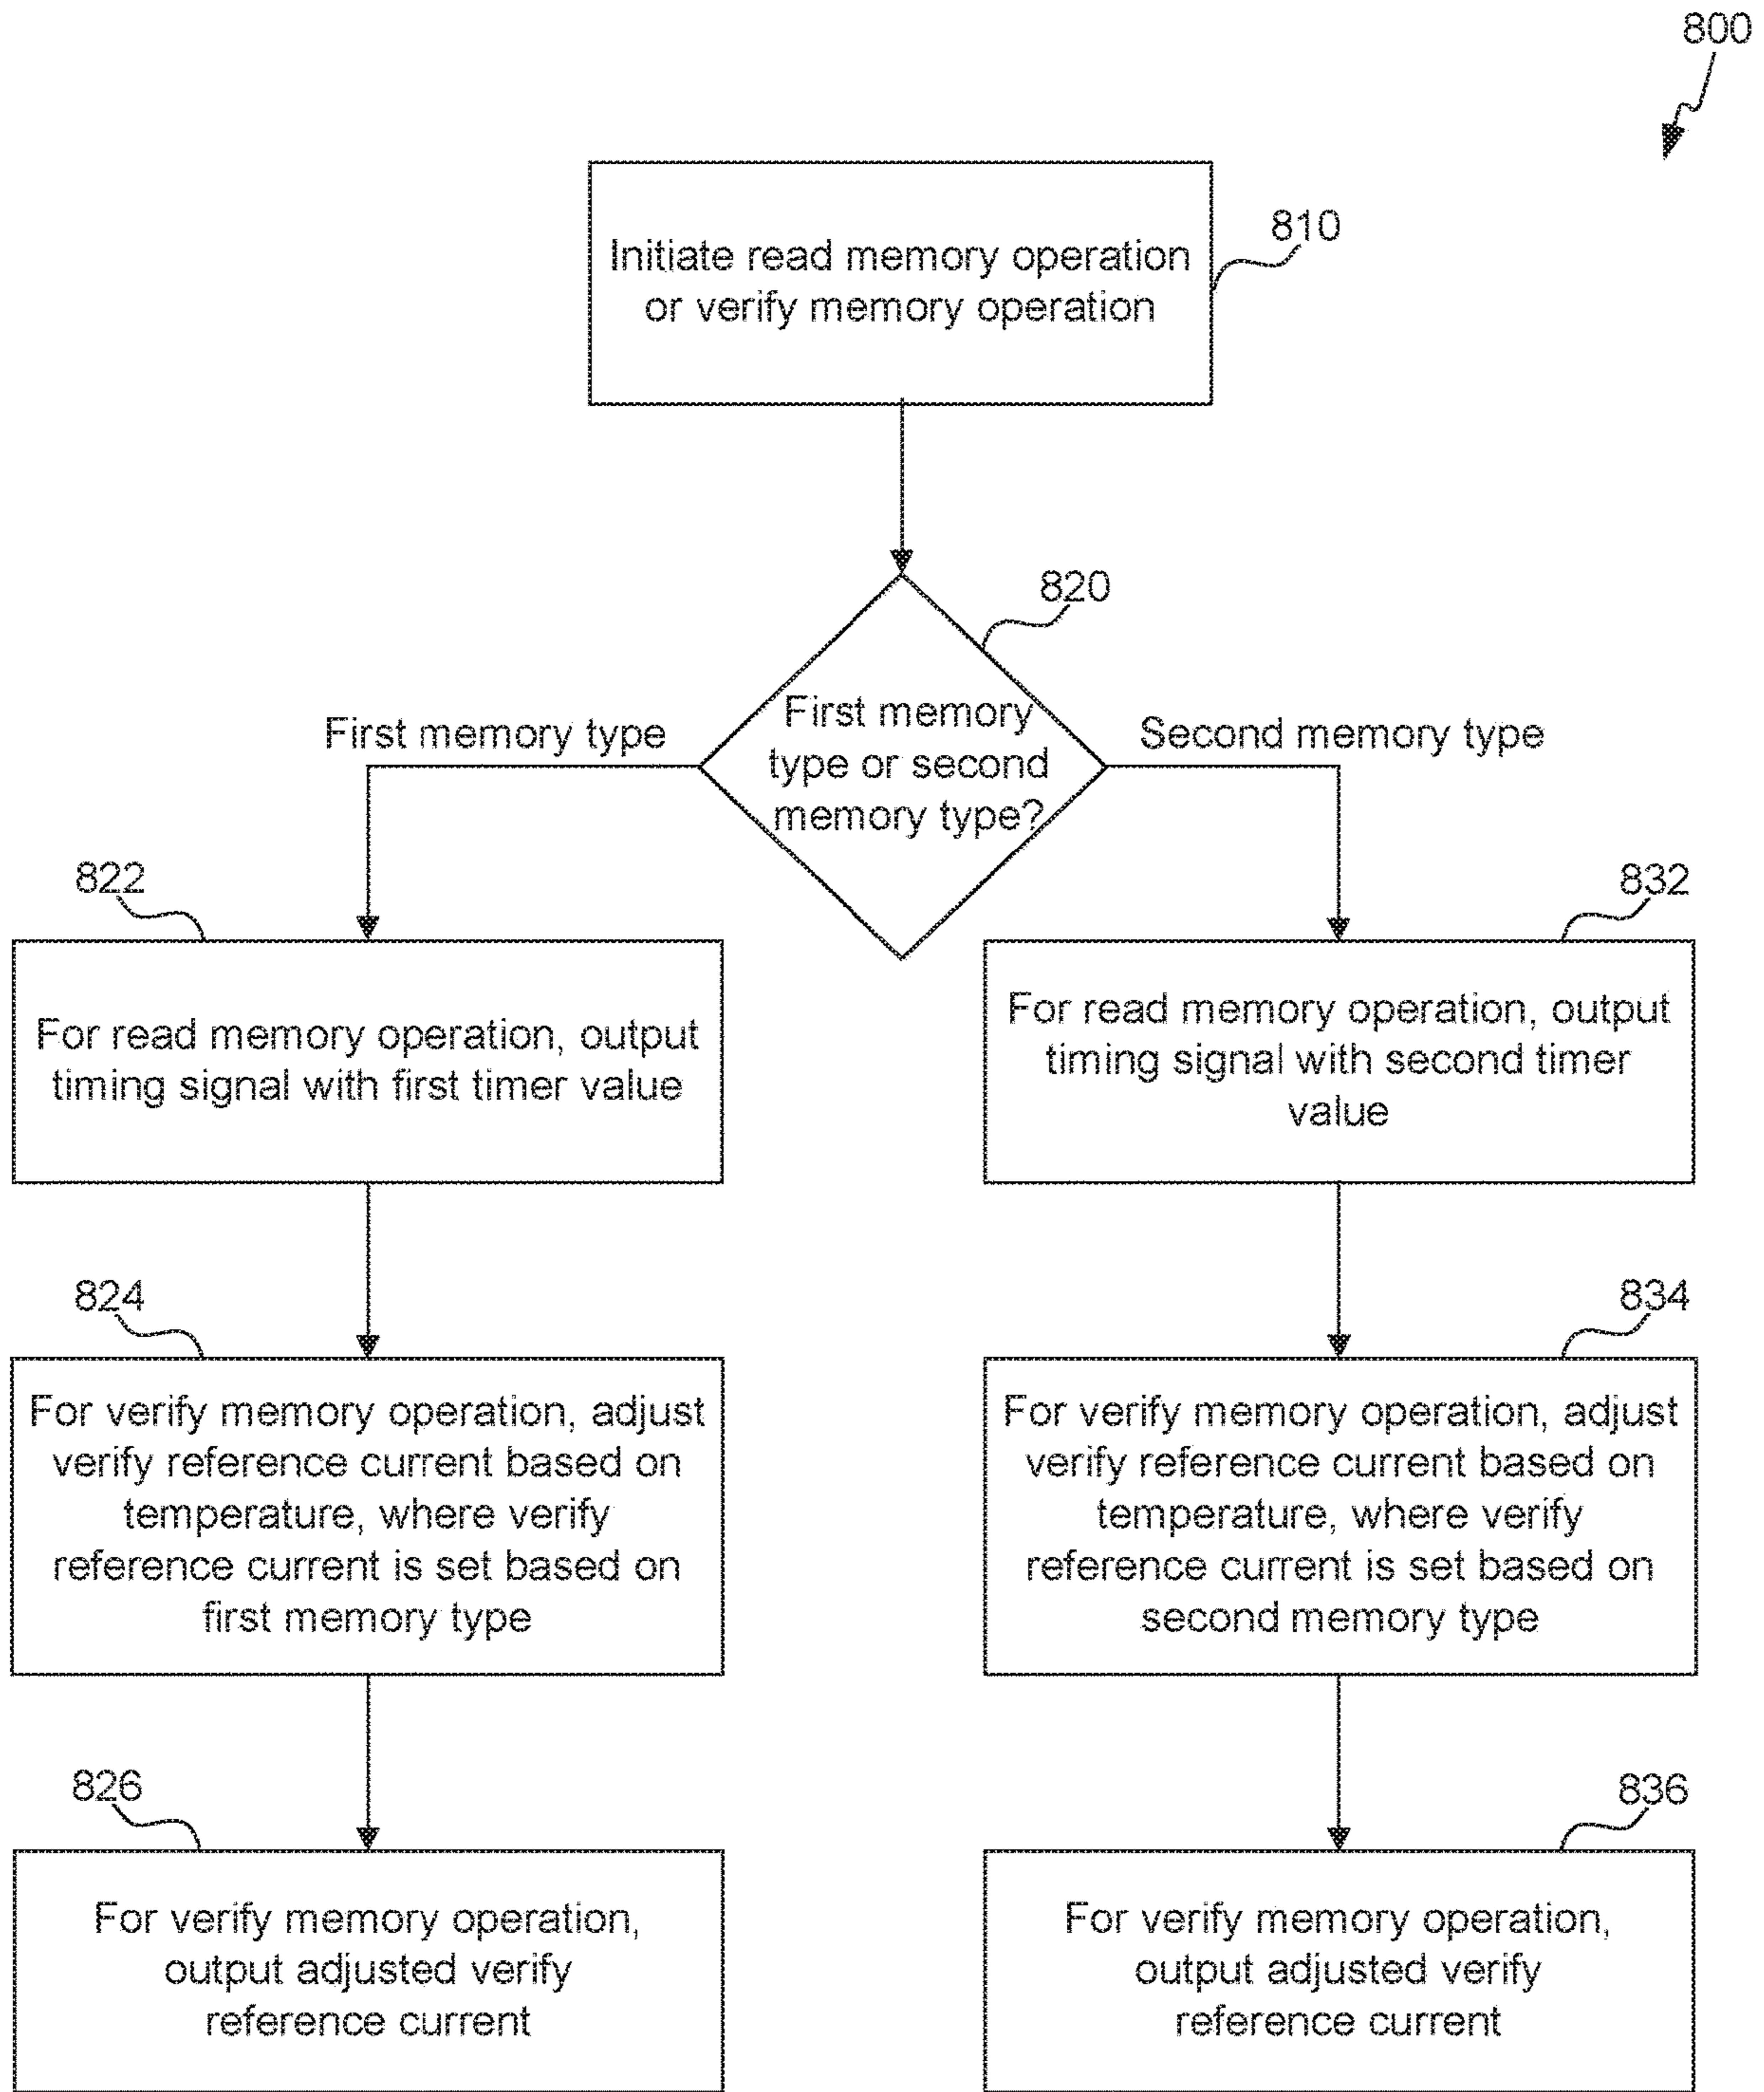 800
810
Initiate read memory operation
or verify memory operation
820
First memory
type or second
memory type?
First memory type
Second memory type
822
832
For read memory operation, output
timing signal with first timer value
For read memory operation, output
timing signal with second timer
value
824
834
For verify memory operation, adjust
verify reference current based on
temperature, where verify
reference current is set based on
first memory type
For verify memory operation, adjust
verify reference current based on
temperature, where verify
reference current is set based on
second memory type
826
836
For verify memory operation,
output adjusted verify
reference current
For verify memory operation,
output adjusted verify
reference current